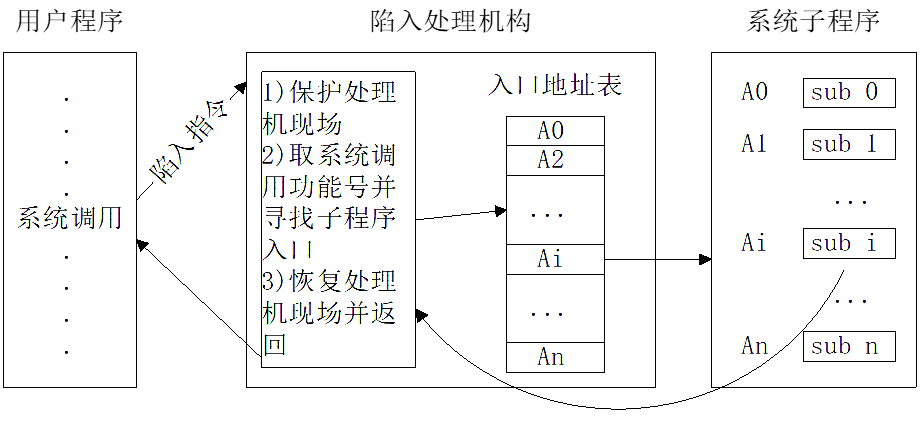 用户程序
陷入处理机构
系统子程序
系统调用
陷入指令
1)保护处理
机现场
2)取系统调
用功能号并
寻找子程序
入口
3)恢复处理
机现场并返
回
入口地址表
A0
A2
...
Ai
...
An
A0 sub 0
A1 sub 1
...
Ai sub i
...
An sub n